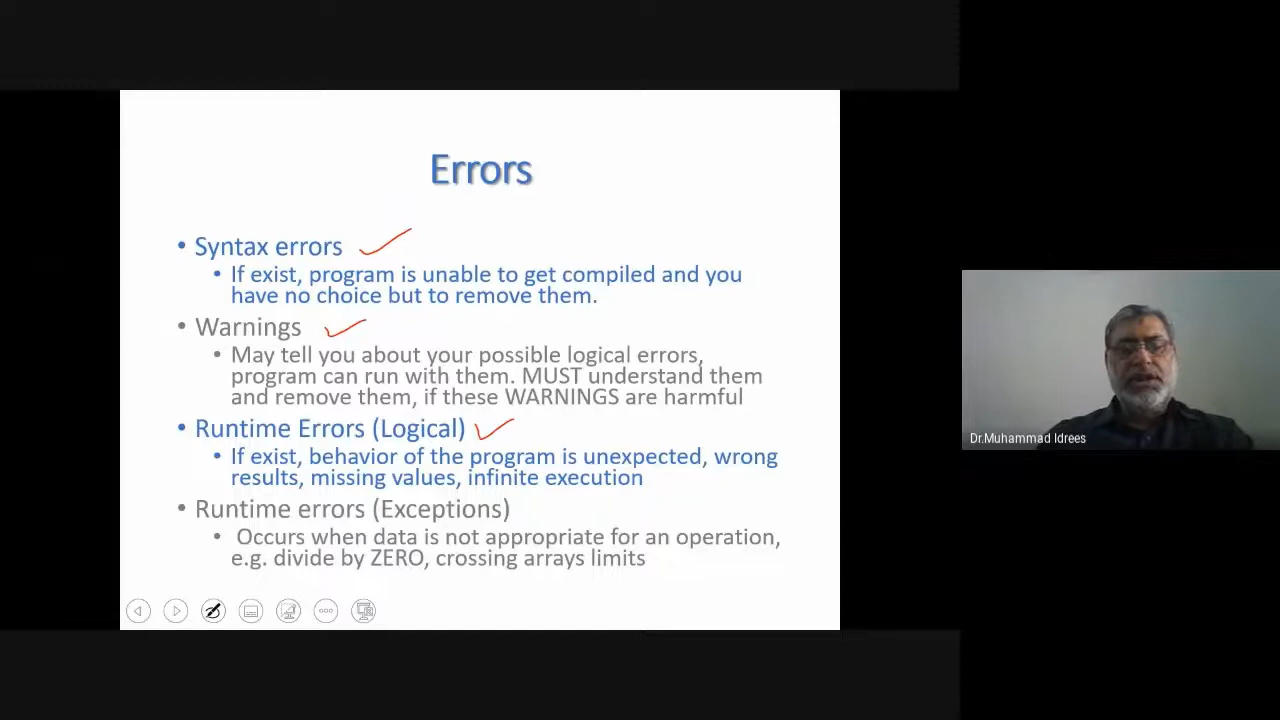 Errors
• Syntax errors
• If exist, program is unable to get compiled and you
have no choice but to remove them.
• Warnings
• May tell you about your possible logical errors,
program can run with them. MUST understand them
and remove them, if these WARNINGS are harmful
• Runtime Errors (Logical)
• If exist, behavior of the program is unexpected, wrong
results, missing values, infinite execution
• Runtime errors (Exceptions)
• Occurs when data is not appropriate for an operation,
e.g. divide by ZERO, crossing arrays limits
Dr.Muhammad Idrees